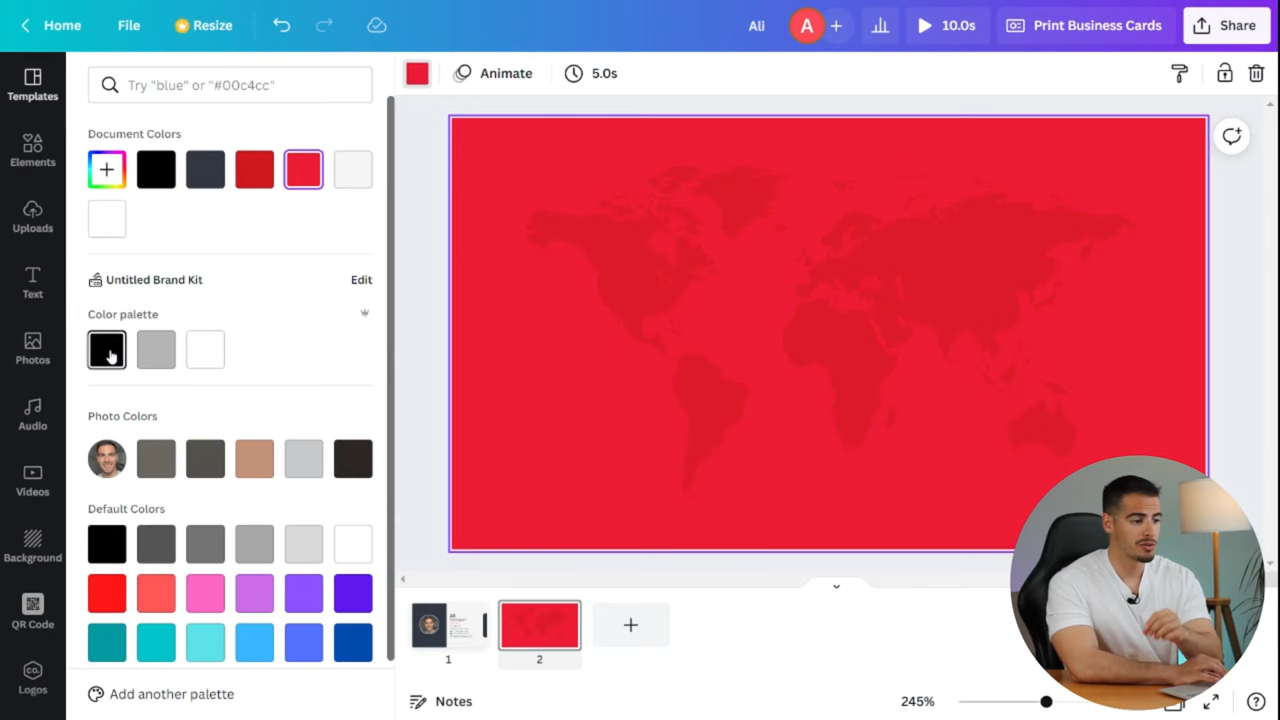 Home
File
Resize
Ali
A
10.0s
Print Business Cards
Share
Templates
Elements
Uploads
Text
Photos
Audio
Videos
Background
QR Code
co.
Logos
Try "blue" or "#00c4cc"
Document Colors
Untitled Brand Kit
Edit
Color palette
Photo Colors
Default Colors
Add another palette
Animate
5.0s
1
2
Notes
245%